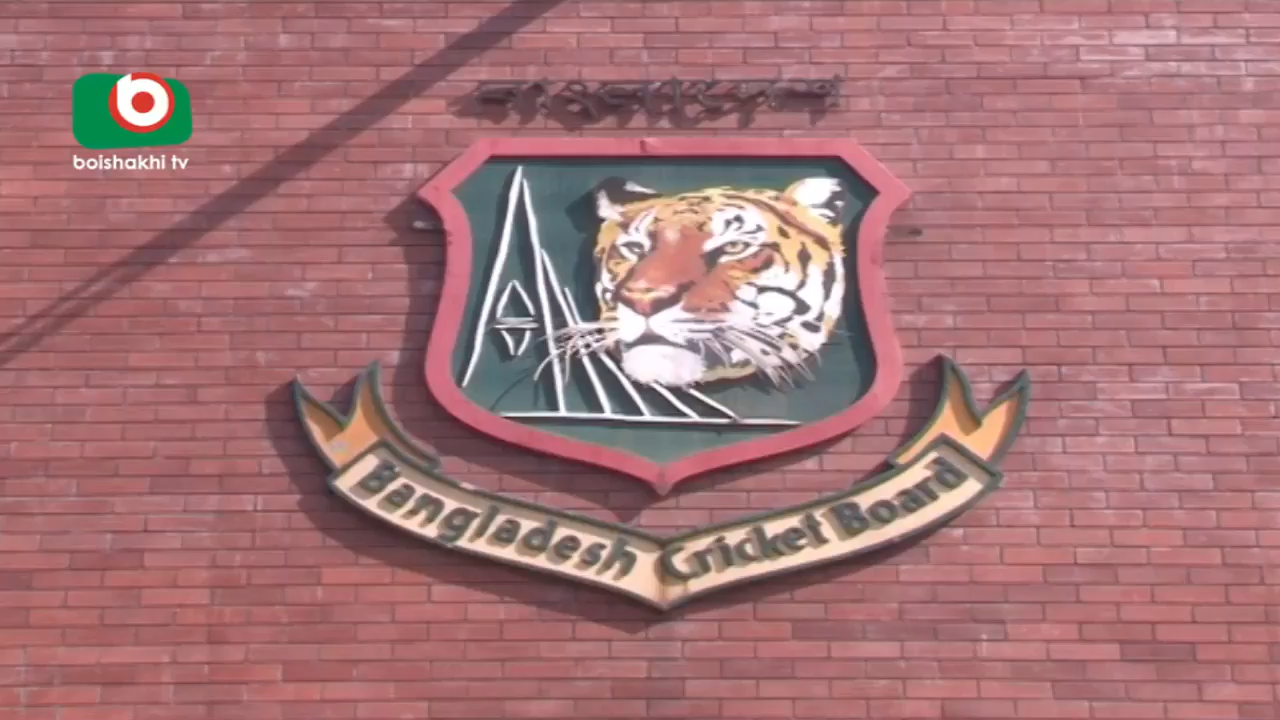 boishakhi tv
বাংলাদেশ
Bangladesh Cricket Board